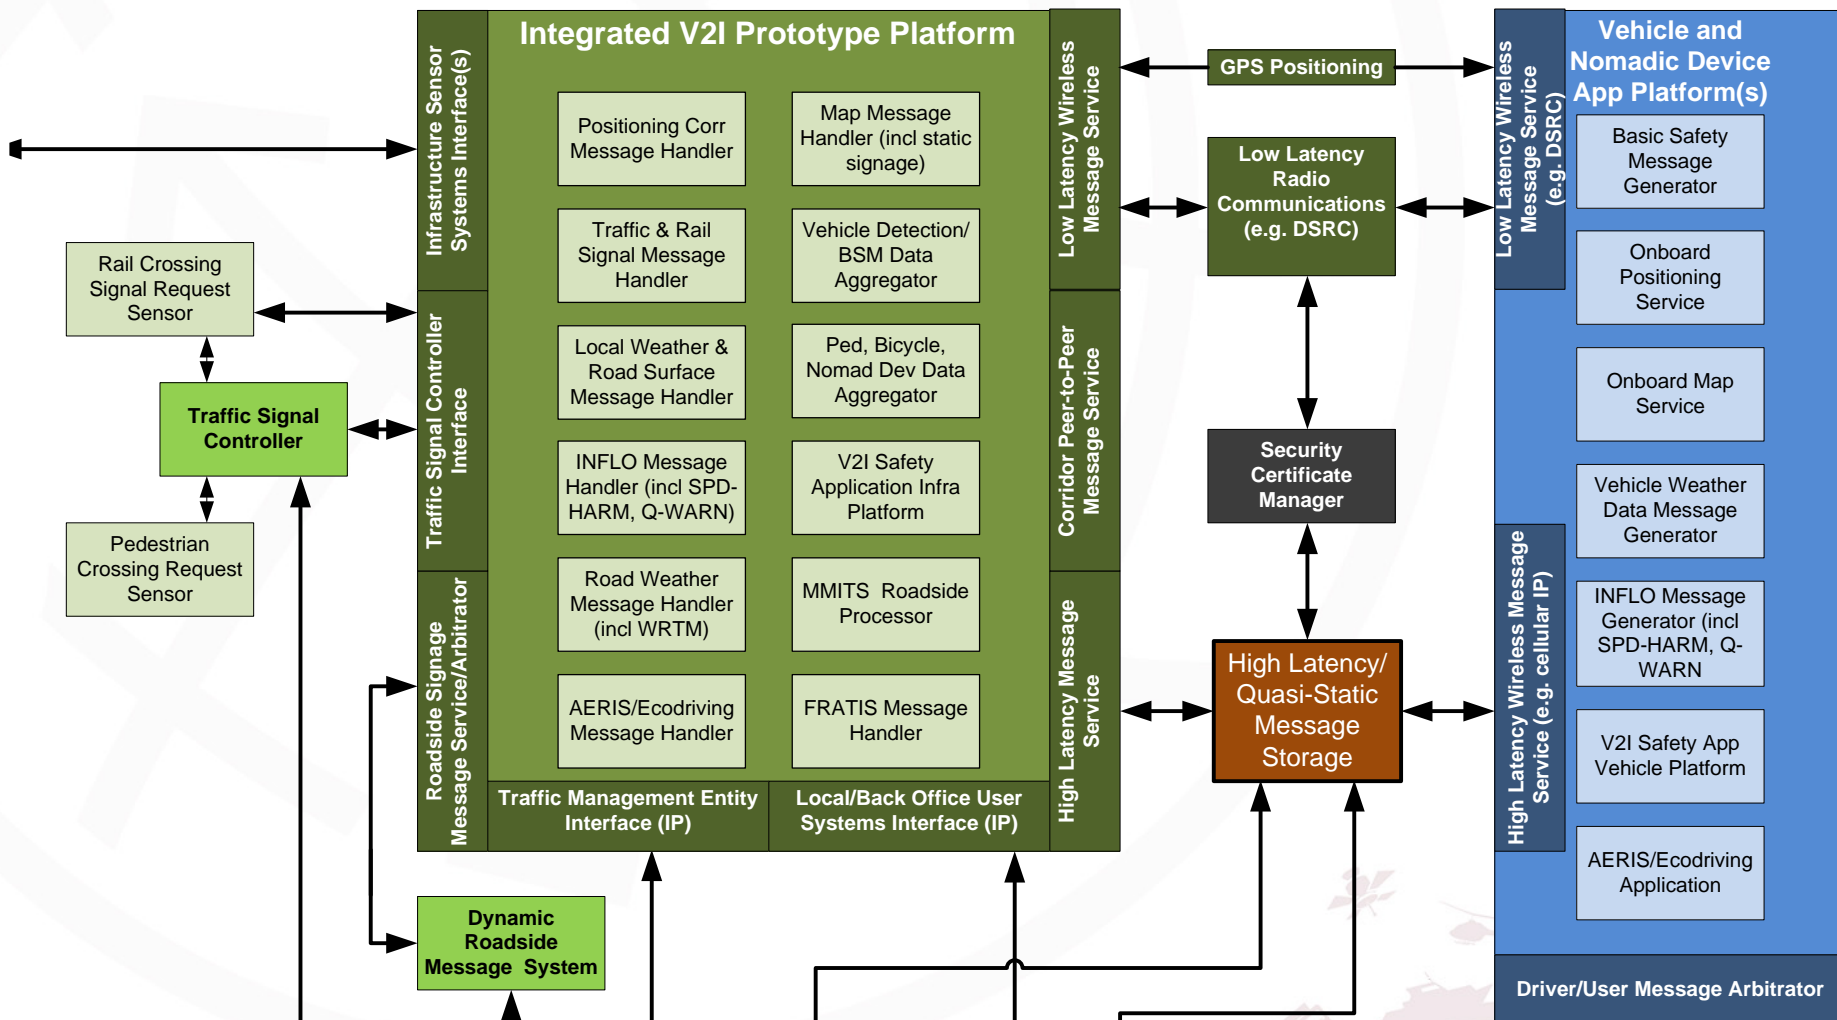 Integrated V2I Prototype Platform
Infrastructure Sensor
Systems Interface(s)
Traffic Signal Controller
Interface
Roadside Signage
Message Service/Arbitrator
Positioning Corr
Message Handler
Map Message
Handler (incl static
signage)
Traffic & Rail
Signal Message
Handler
Vehicle Detection/
BSM Data
Aggregator
Local Weather &
Road Surface
Message Handler
Ped, Bicycle,
Nomad Dev Data
Aggregator
INFLO Message
Handler (incl SPD-
HARM, Q-WARN)
V2I Safety
Application Infra
Platform
Road Weather
Message Handler
(incl WRTM)
MMITS Roadside
Processor
AERIS/Ecodriving
Message Handler
FRATIS Message
Handler
Traffic Management Entity
Interface (IP)
Local/Back Office User
Systems Interface (IP)
Low Latency Wireless
Message Service
Corridor Peer-to-Peer
Message Service
High Latency Message
Service
Rail Crossing
Signal Request
Sensor
Traffic Signal
Controller
Pedestrian
Crossing Request
Sensor
Dynamic
Roadside
Message System
GPS Positioning
Low Latency
Radio
Communications
(e.g. DSRC)
Security
Certificate
Manager
High Latency/
Quasi-Static
Message
Storage
Low Latency Wireless
Message Service
(e.g. DSRC)
High Latency Wireless Message
Service (e.g. cellular IP)
Vehicle and
Nomadic Device
App Platform(s)
Basic Safety
Message
Generator
Onboard
Positioning
Service
Onboard Map
Service
Vehicle Weather
Data Message
Generator
INFLO Message
Generator (incl
SPD-HARM, Q-
WARN
V2I Safety App
Vehicle Platform
AERIS/Ecodriving
Application
Driver/User Message Arbitrator